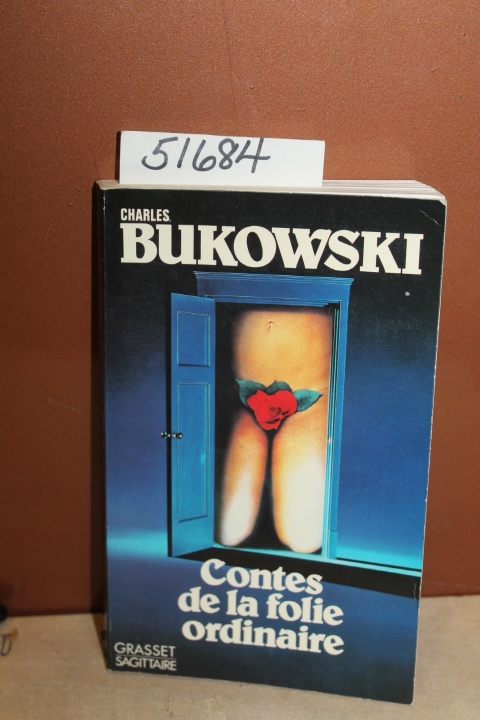 51684
CHARLES
BUKOWSKI
Contes
de la folie
ordinaire
GRASSET
SAGITTAIRE